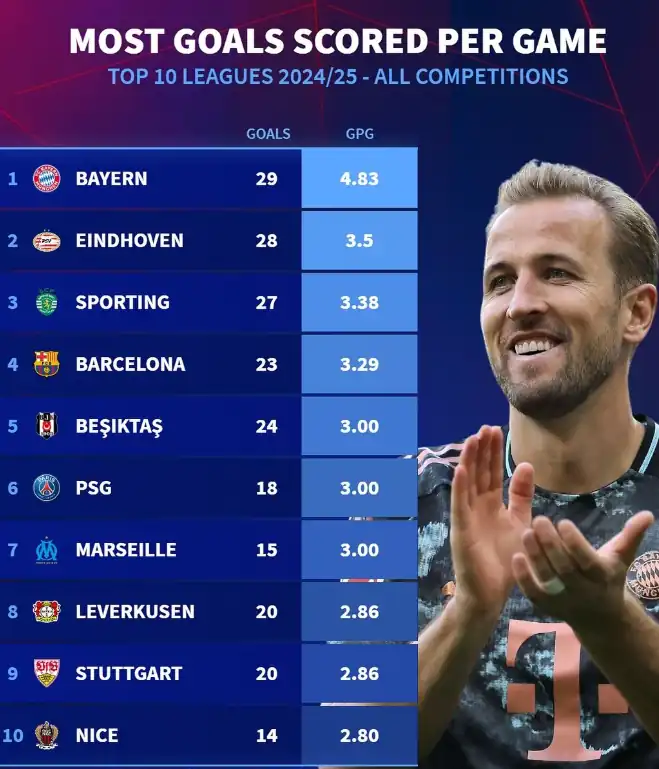 MOST GOALS SCORED PER GAME
TOP 10 LEAGUES 2024/25 - ALL COMPETITIONS
GOALS GPG
1 BAYERN 29 4.83
2 PSV EINDHOVEN 28 3.5
3 SPORTING 27 3.38
4 BARCELONA 23 3.29
5 BEŞIKTAŞ 24 3.00
6 PSG 18 3.00
7 MARSEILLE 15 3.00
8 LEVERKUSEN 20 2.86
9 STUTTGART 20 2.86
10 NICE 14 2.80
T